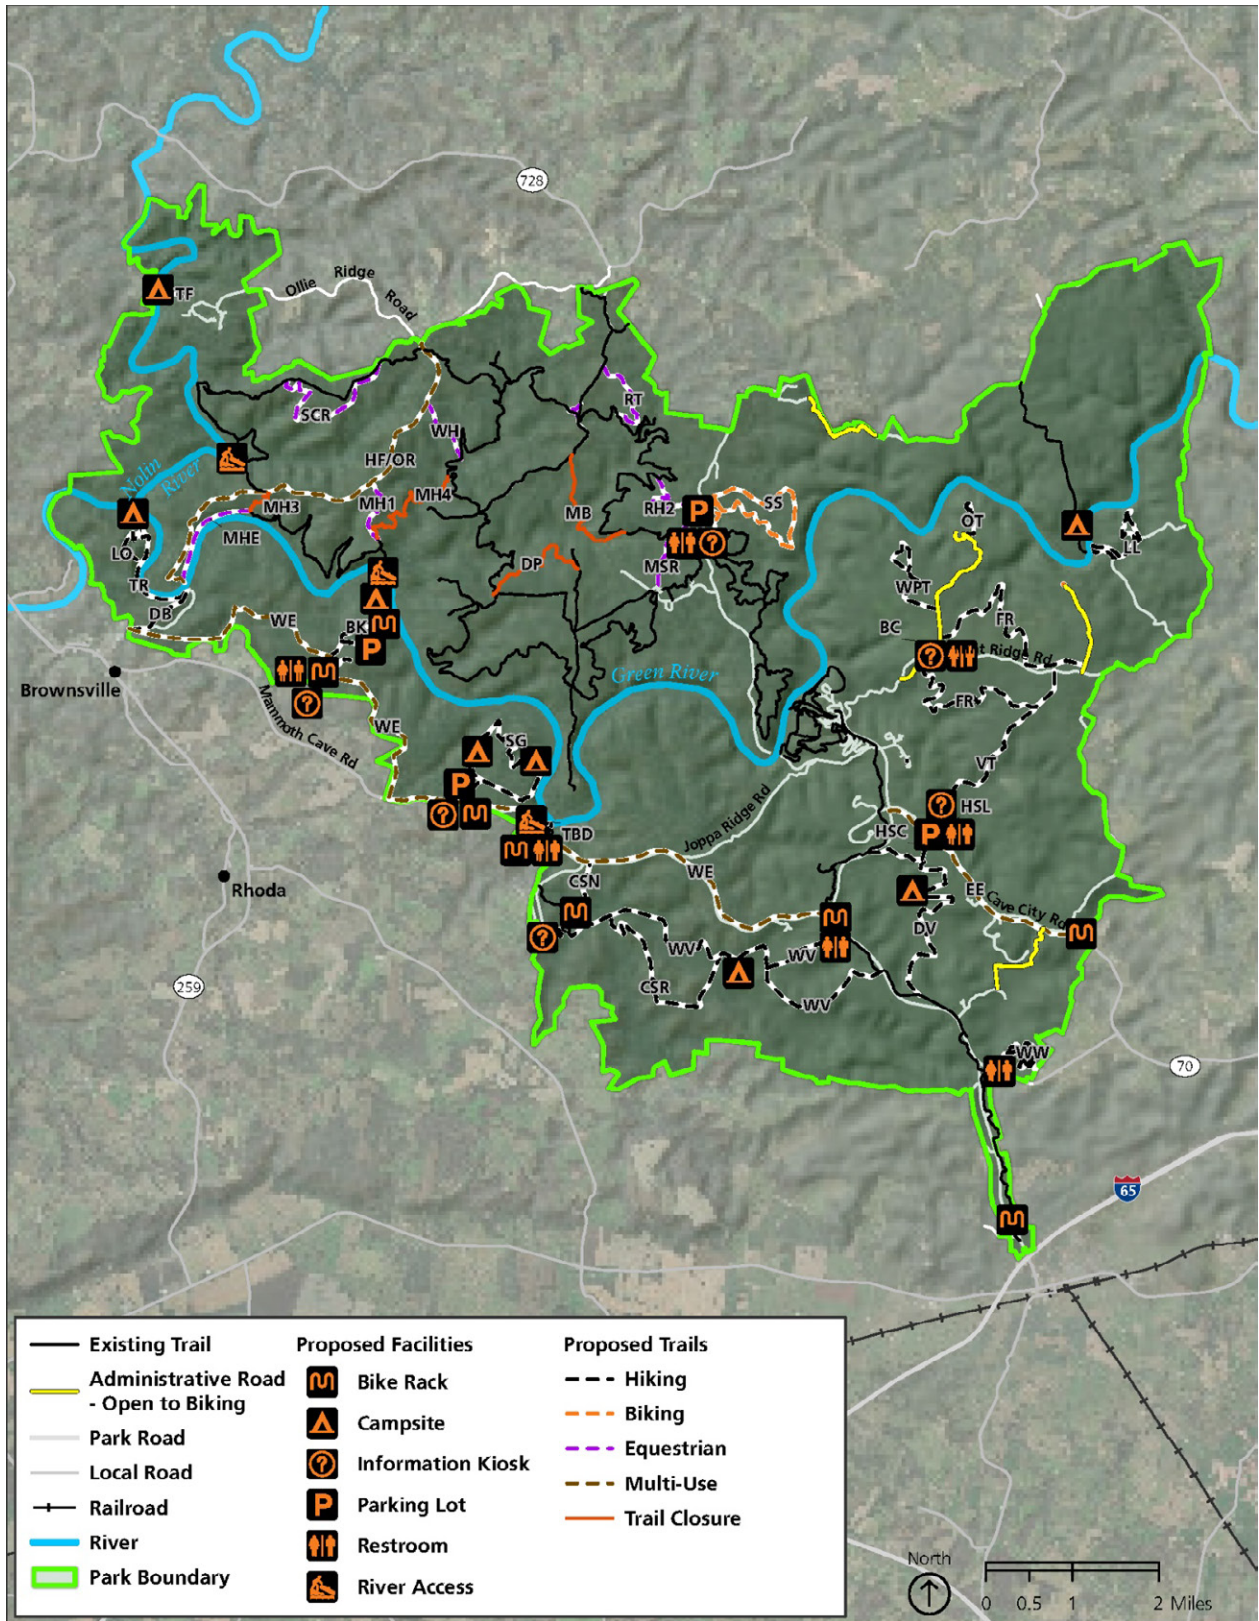 728
Ollie Ridge Road
TF
SCR
RT
WH
HF/OR
Nolin River
MH3
MH1
MH4
MB
RH2
P
SS
MHE
LO
TR
DB
DP
MSR
OT
LL
WPT
BC
FR
WE
BK
P
Brownsville
Green River
FR
Mammoth Cave Rd
WE
SG
P
VT
HSL
Joppa Ridge Rd
TBD
HSC
P
Rhoda
CSN
WE
EE
Cave City Rd
DV
WV
WV
CSR
WV
259
WW
70
65
Existing Trail
Administrative Road
- Open to Biking
Park Road
Local Road
Railroad
River
Park Boundary
Proposed Facilities
Bike Rack
Campsite
Information Kiosk
P Parking Lot
Restroom
River Access
Proposed Trails
Hiking
Biking
Equestrian
Multi-Use
Trail Closure
North
0 0.5 1 2 Miles